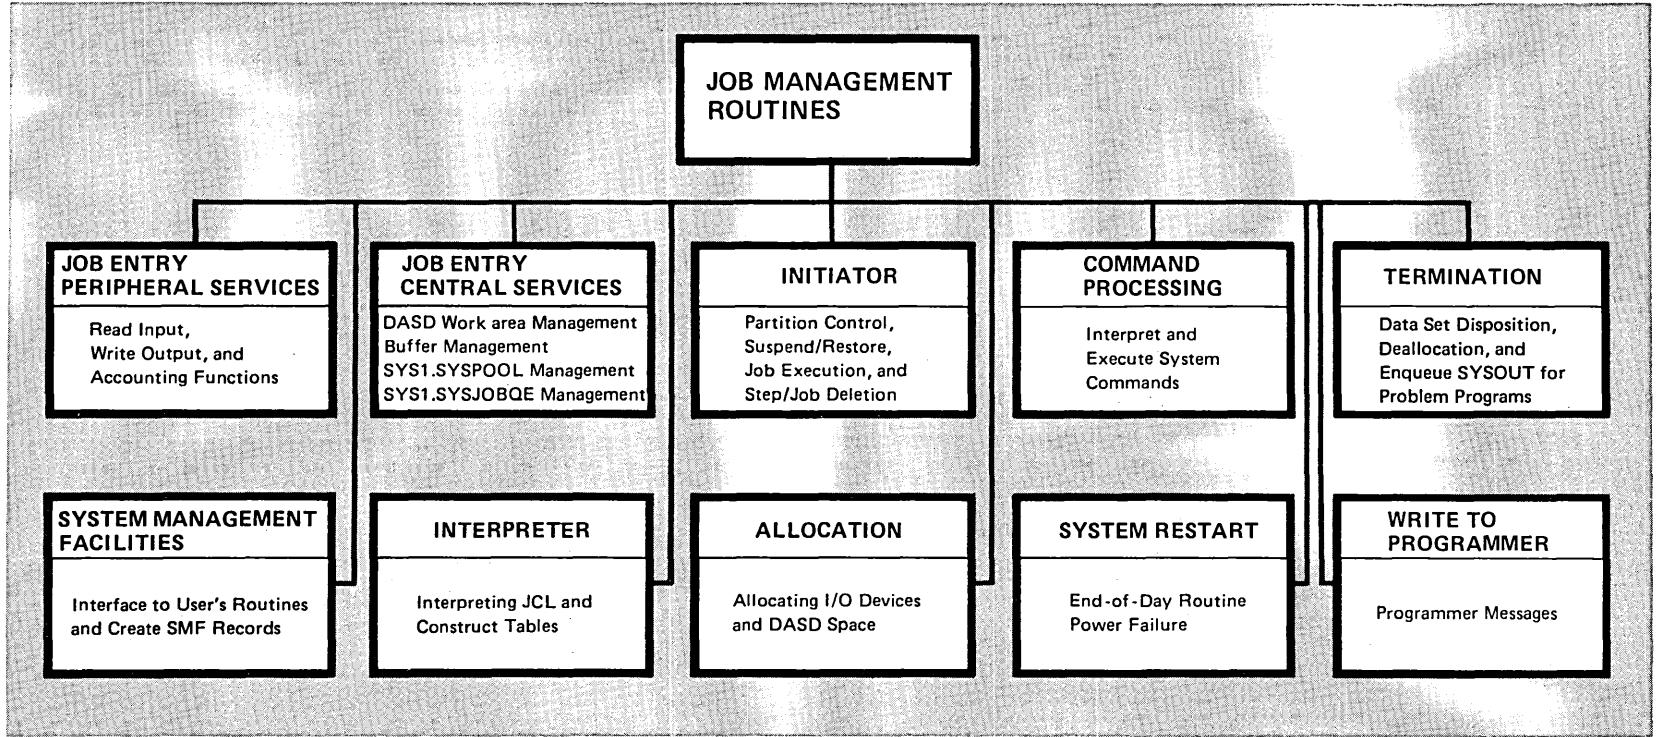 JOB MANAGEMENT
ROUTINES
JOB ENTRY
PERIPHERAL SERVICES
Read Input,
Write Output, and
Accounting Functions
JOB ENTRY
CENTRAL SERVICES
DASD Work area Management
Buffer Management
SYS1.SYSPOOL Management
SYS1.SYSJOBQE Management
INITIATOR
Partition Control,
Suspend/Restore,
Job Execution, and
Step/Job Deletion
COMMAND
PROCESSING
Interpret and
Execute System
Commands
TERMINATION
Data Set Disposition,
Deallocation, and
Enqueue SYSOUT for
Problem Programs
SYSTEM MANAGEMENT
FACILITIES
Interface to User's Routines
and Create SMF Records
INTERPRETER
Interpreting JCL and
Construct Tables
ALLOCATION
Allocating I/O Devices
and DASD Space
SYSTEM RESTART
End-of-Day Routine
Power Failure
WRITE TO
PROGRAMMER
Programmer Messages